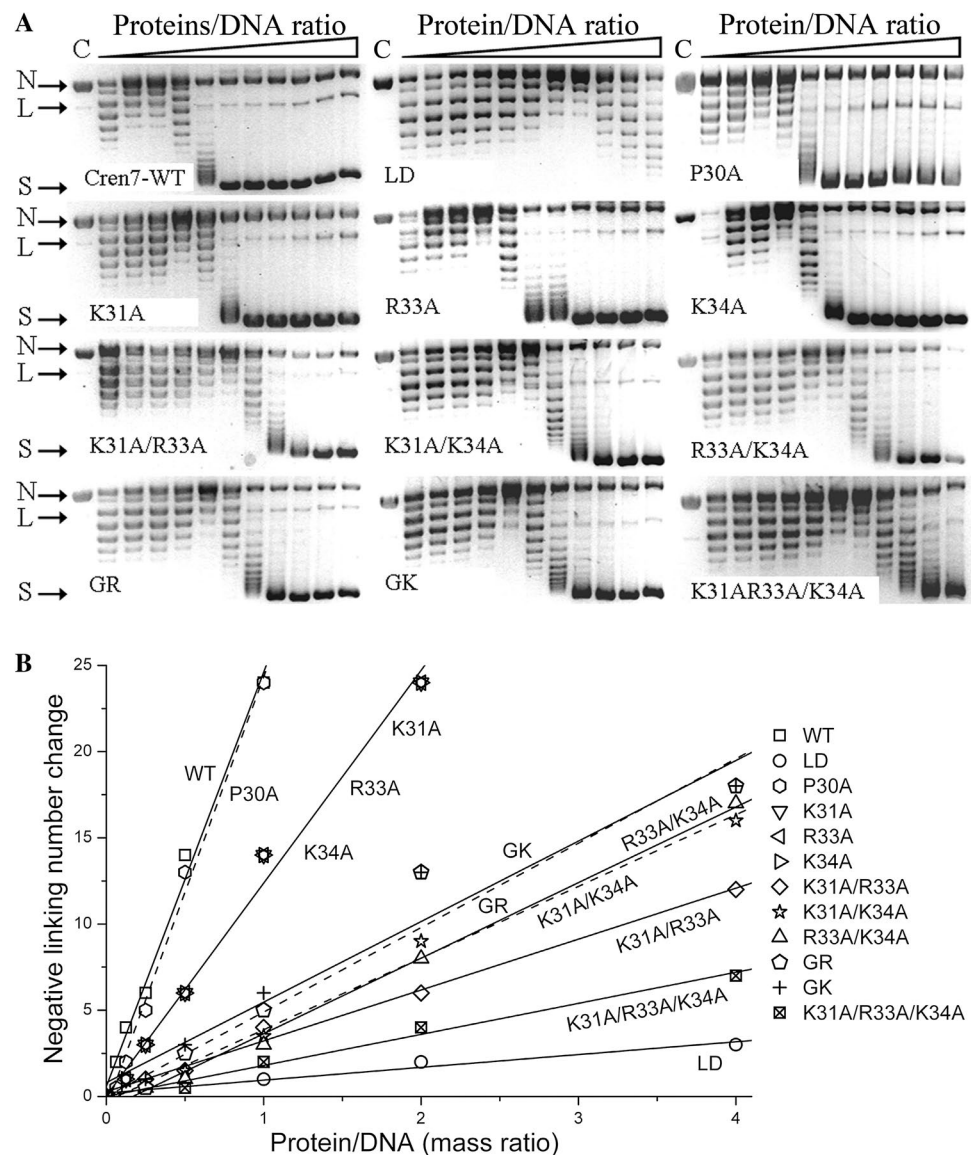 A
Proteins/DNA ratio
Protein/DNA ratio
Protein/DNA ratio
C
C
C
N
L
S
Cren7-WT
LD
P30A
N
L
S
K31A
R33A
K34A
N
L
S
K31A/R33A
K31A/K34A
R33A/K34A
N
L
S
GR
GK
K31AR33A/K34A
B
Negative linking number change
25
20
15
10
5
0
WT
P30A
K31A
R33A
K34A
GK
GR
R33A/K34A
K31A/K34A
K31A/R33A
K31A/R33A/K34A
LD
0
1
2
3
4
Protein/DNA (mass ratio)
WT
LD
P30A
K31A
R33A
K34A
K31A/R33A
K31A/K34A
R33A/K34A
GR
GK
K31A/R33A/K34A